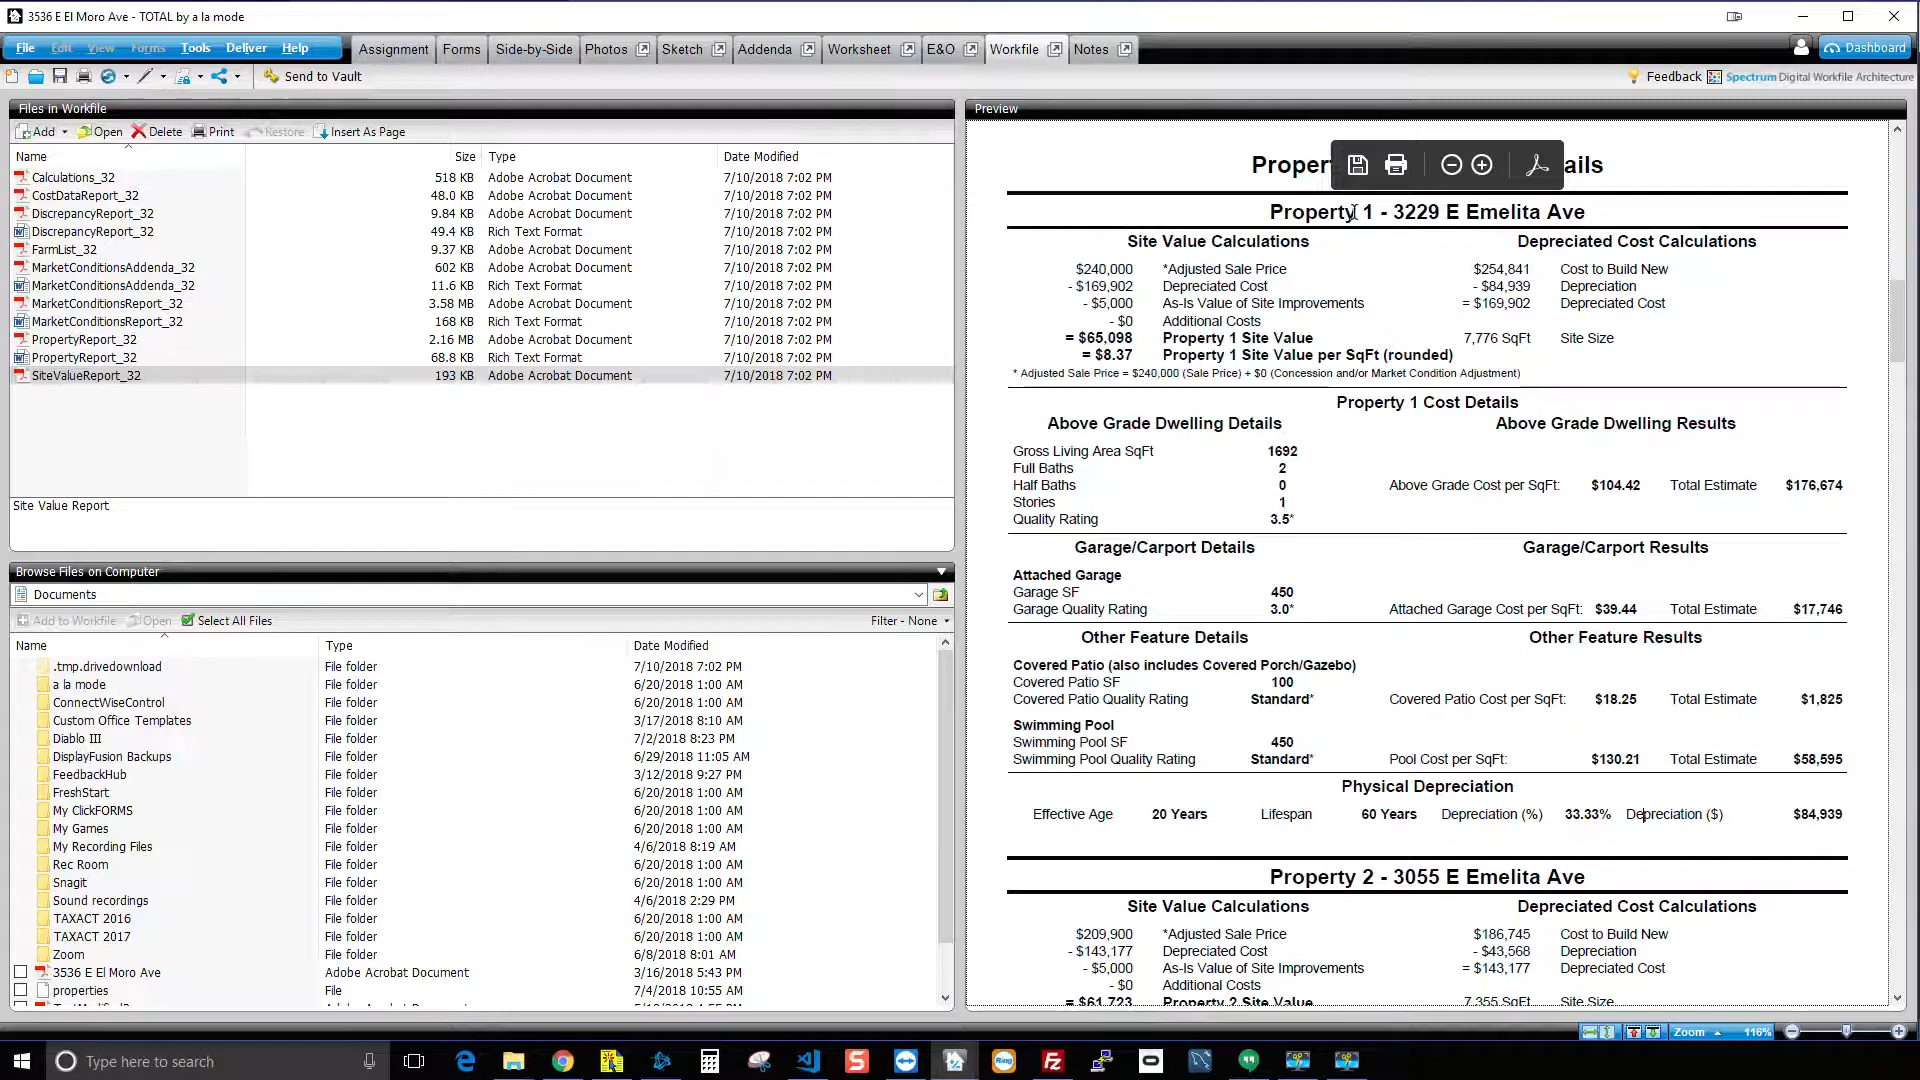 3536 E El Moro Ave - TOTAL by a la mode
File Edit View Forms Tools Deliver Help
Assignment Forms Side-by-Side Photos Sketch Addenda Worksheet E&O Workfile Notes Dashboard
Send to Vault
Feedback Spectrum Digital Workfile Architecture
Files in Workfile
Add Open Delete Print Restore Insert As Page
Name Size Type Date Modified
Calculations_32 518 KB Adobe Acrobat Document 7/10/2018 7:02 PM
CostDataReport_32 48.0 KB Adobe Acrobat Document 7/10/2018 7:02 PM
DiscrepancyReport_32 9.84 KB Adobe Acrobat Document 7/10/2018 7:02 PM
DiscrepancyReport_32 49.4 KB Rich Text Format 7/10/2018 7:02 PM
FarmList_32 9.37 KB Adobe Acrobat Document 7/10/2018 7:02 PM
MarketConditionsAddenda_32 602 KB Adobe Acrobat Document 7/10/2018 7:02 PM
MarketConditionsAddenda_32 11.6 KB Rich Text Format 7/10/2018 7:02 PM
MarketConditionsReport_32 3.58 MB Adobe Acrobat Document 7/10/2018 7:02 PM
MarketConditionsReport_32 168 KB Rich Text Format 7/10/2018 7:02 PM
PropertyReport_32 2.16 MB Adobe Acrobat Document 7/10/2018 7:02 PM
PropertyReport_32 68.8 KB Rich Text Format 7/10/2018 7:02 PM
SiteValueReport_32 193 KB Adobe Acrobat Document 7/10/2018 7:02 PM
Site Value Report
Browse Files on Computer
Documents
Add to Workfile Open Select All Files Filter - None
Name Type Date Modified
.tmp.drivedownload File folder 7/10/2018 7:02 PM
a la mode File folder 6/20/2018 1:00 AM
ConnectWiseControl File folder 6/20/2018 1:00 AM
Custom Office Templates File folder 3/17/2018 8:10 AM
Diablo III File folder 7/2/2018 8:23 PM
DisplayFusion Backups File folder 6/29/2018 11:05 AM
FeedbackHub File folder 3/12/2018 9:27 PM
FreshStart File folder 6/20/2018 1:00 AM
My ClickFORMS File folder 6/20/2018 1:00 AM
My Games File folder 6/20/2018 1:00 AM
My Recording Files File folder 4/6/2018 8:19 AM
Rec Room File folder 6/20/2018 1:00 AM
Snagit File folder 6/20/2018 1:00 AM
Sound recordings File folder 4/6/2018 2:29 PM
TAXACT 2016 File folder 6/20/2018 1:00 AM
TAXACT 2017 File folder 6/20/2018 1:00 AM
Zoom File folder 6/8/2018 8:01 AM
3536 E El Moro Ave Adobe Acrobat Document 3/16/2018 5:43 PM
properties File 7/4/2018 10:55 AM
Preview
Proper ails
Property 1 - 3229 E Emelita Ave
Site Value Calculations Depreciated Cost Calculations
$240,000 *Adjusted Sale Price $254,841 Cost to Build New
- $169,902 Depreciated Cost - $84,939 Depreciation
- $5,000 As-Is Value of Site Improvements = $169,902 Depreciated Cost
- $0 Additional Costs
= $65,098 Property 1 Site Value 7,776 SqFt Site Size
= $8.37 Property 1 Site Value per SqFt (rounded)
* Adjusted Sale Price = $240,000 (Sale Price) + $0 (Concession and/or Market Condition Adjustment)
Property 1 Cost Details
Above Grade Dwelling Details Above Grade Dwelling Results
Gross Living Area SqFt 1692
Full Baths 2
Half Baths 0 Above Grade Cost per SqFt: $104.42 Total Estimate $176,674
Stories 1
Quality Rating 3.5*
Garage/Carport Details Garage/Carport Results
Attached Garage
Garage SF 450
Garage Quality Rating 3.0* Attached Garage Cost per SqFt: $39.44 Total Estimate $17,746
Other Feature Details Other Feature Results
Covered Patio (also includes Covered Porch/Gazebo)
Covered Patio SF 100
Covered Patio Quality Rating Standard* Covered Patio Cost per SqFt: $18.25 Total Estimate $1,825
Swimming Pool
Swimming Pool SF 450
Swimming Pool Quality Rating Standard* Pool Cost per SqFt: $130.21 Total Estimate $58,595
Physical Depreciation
Effective Age 20 Years Lifespan 60 Years Depreciation (%) 33.33% Depreciation ($) $84,939
Property 2 - 3055 E Emelita Ave
Site Value Calculations Depreciated Cost Calculations
$209,900 *Adjusted Sale Price $186,745 Cost to Build New
- $143,177 Depreciated Cost - $43,568 Depreciation
- $5,000 As-Is Value of Site Improvements = $143,177 Depreciated Cost
- $0 Additional Costs
= $61,723 Property 2 Site Value 7,355 SqFt Site Size
Zoom 116%
Type here to search